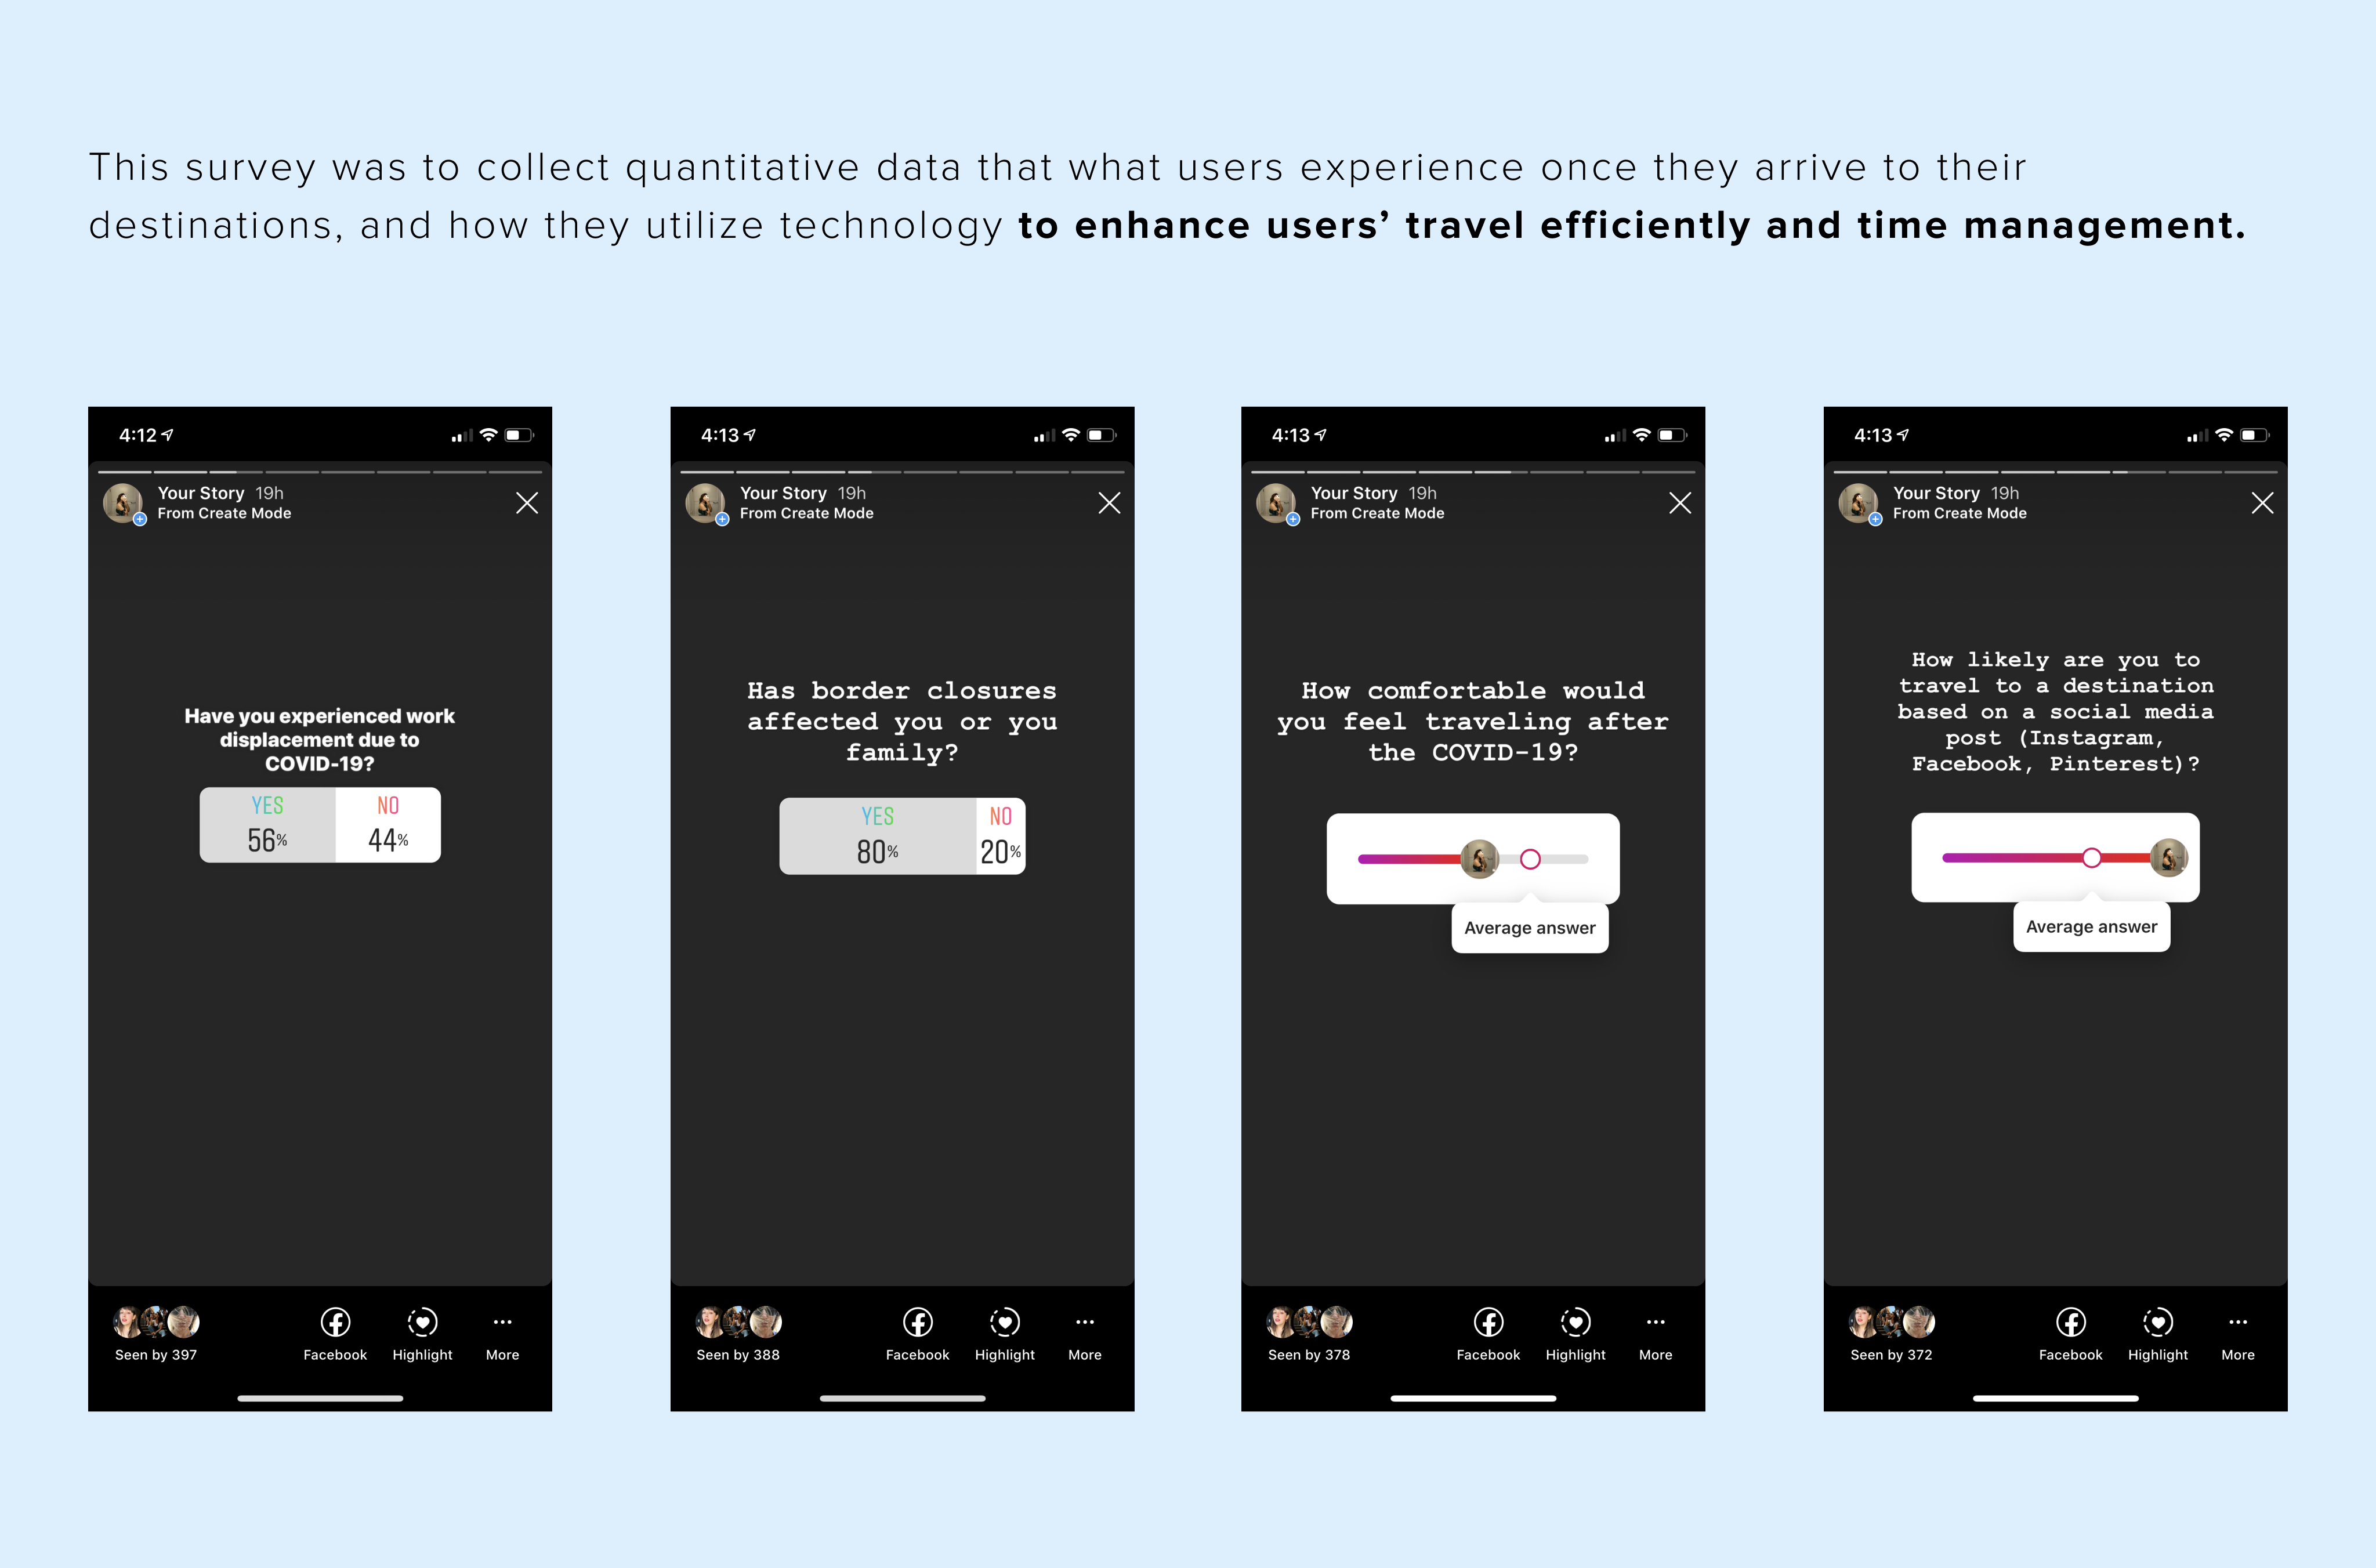 This survey was to collect quantitative data that what users experience once they arrive to their
destinations, and how they utilize technology to enhance users’ travel efficiently and time management.
4:12
Your Story 19h
From Create Mode
Have you experienced work
displacement due to
COVID-19?
YES NO
56% 44%
Seen by 397
Facebook
Highlight
More
4:13
Your Story 19h
From Create Mode
Has border closures
affected you or you
family?
YES NO
80% 20%
Seen by 388
Facebook
Highlight
More
4:13
Your Story 19h
From Create Mode
How comfortable would
you feel traveling after
the COVID-19?
Average answer
Seen by 378
Facebook
Highlight
More
4:13
Your Story 19h
From Create Mode
How likely are you to
travel to a destination
based on a social media
post (Instagram,
Facebook, Pinterest)?
Average answer
Seen by 372
Facebook
Highlight
More